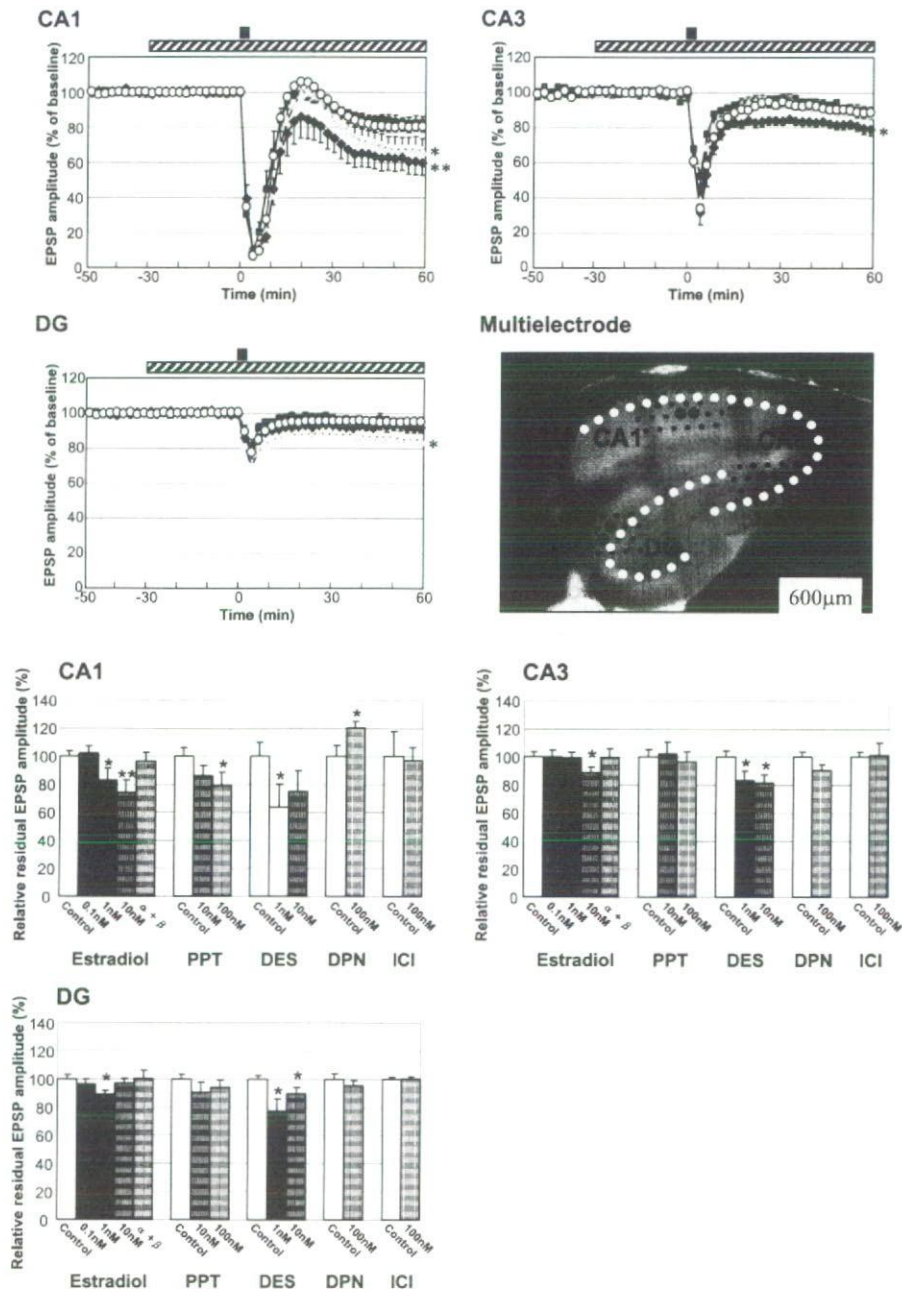 CA1
EPSP amplitude (% of baseline)
120
100
80
60
40
20
0
*
**
-50
-30
0
30
60
Time (min)
CA3
EPSP amplitude (% of baseline)
120
100
80
60
40
20
0
*
-50
-30
0
30
60
Time (min)
DG
EPSP amplitude (% of baseline)
120
100
80
60
40
20
0
*
-50
-30
0
30
60
Time (min)
Multielectrode
CA1
600μm
CA1
Relative residual EPSP amplitude (%)
140
120
100
80
60
40
20
0
*
**
*
*
*
Control
0.1nM
1nM
10nM
α + β
Control
10nM
100nM
Control
1nM
10nM
Control
100nM
Control
100nM
Estradiol
PPT
DES
DPN
ICI
CA3
Relative residual EPSP amplitude (%)
140
120
100
80
60
40
20
0
*
*
*
Control
0.1nM
1nM
10nM
α + β
Control
10nM
100nM
Control
1nM
10nM
Control
100nM
Control
100nM
Estradiol
PPT
DES
DPN
ICI
DG
Relative residual EPSP amplitude (%)
140
120
100
80
60
40
20
0
*
*
*
Control
0.1nM
1nM
10nM
α + β
Control
10nM
100nM
Control
1nM
10nM
Control
100nM
Control
100nM
Estradiol
PPT
DES
DPN
ICI